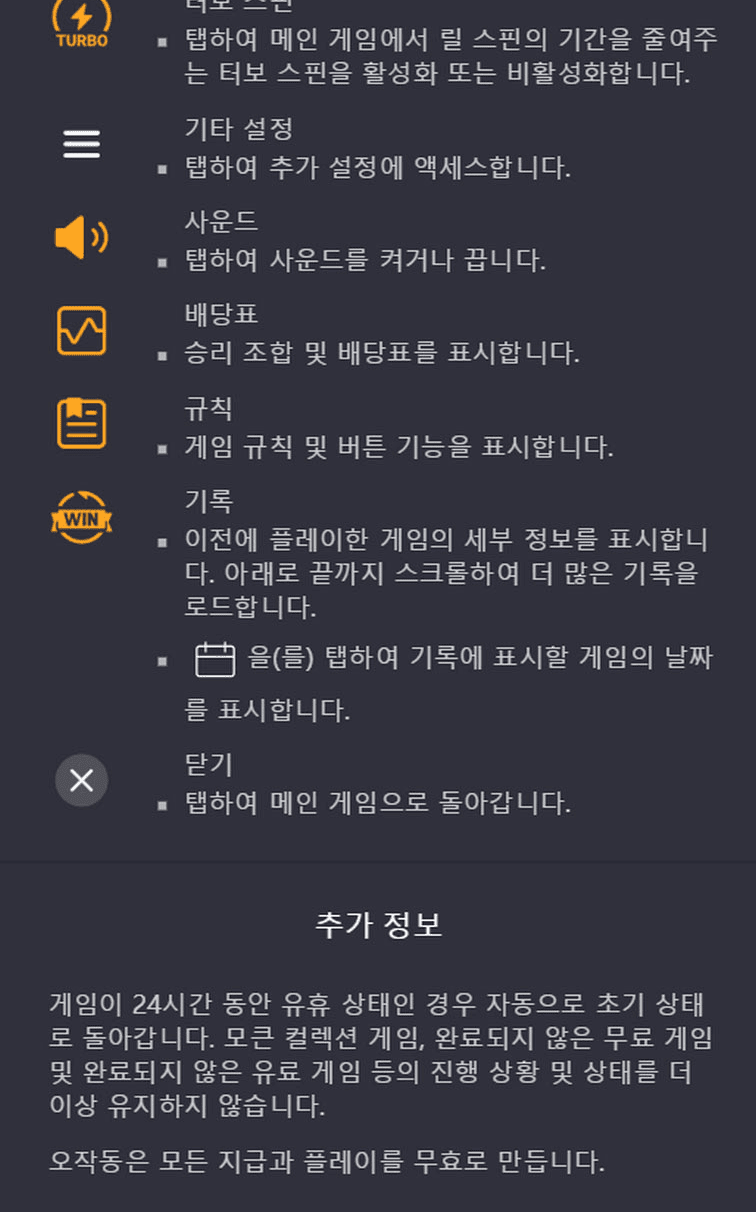 터보 스핀
TURBO
▪ 탭하여 메인 게임에서 릴 스핀의 기간을 줄여주
는 터보 스핀을 활성화 또는 비활성화합니다.
기타 설정
▪ 탭하여 추가 설정에 액세스합니다.
사운드
▪ 탭하여 사운드를 켜거나 끕니다.
배당표
▪ 승리 조합 및 배당표를 표시합니다.
규칙
▪ 게임 규칙 및 버튼 기능을 표시합니다.
기록
WIN
▪ 이전에 플레이한 게임의 세부 정보를 표시합니
다. 아래로 끝까지 스크롤하여 더 많은 기록을
로드합니다.
▪ 을(를) 탭하여 기록에 표시할 게임의 날짜
를 표시합니다.
닫기
▪ 탭하여 메인 게임으로 돌아갑니다.
추가 정보
게임이 24시간 동안 유휴 상태인 경우 자동으로 초기 상태
로 돌아갑니다. 모큰 컬렉션 게임, 완료되지 않은 무료 게임
및 완료되지 않은 유료 게임 등의 진행 상황 및 상태를 더
이상 유지하지 않습니다.
오작동은 모든 지급과 플레이를 무효로 만듭니다.